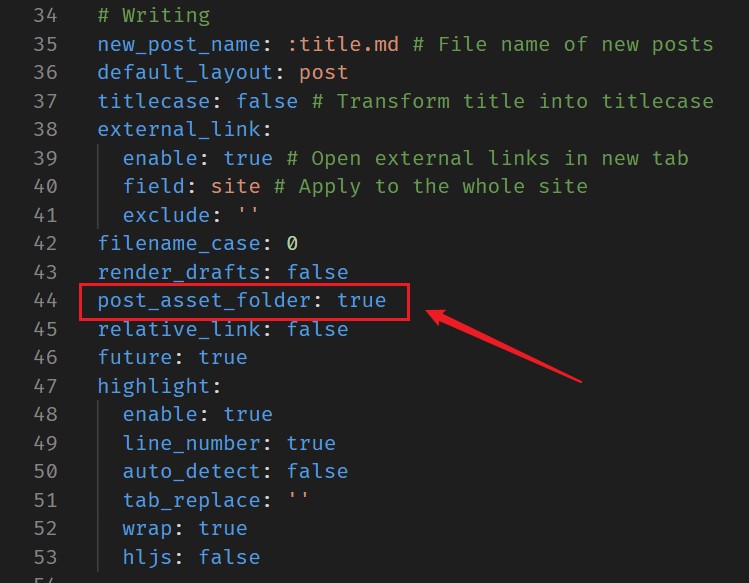 34 # Writing
35 new_post_name: :title.md # File name of new posts
36 default_layout: post
37 titlecase: false # Transform title into titlecase
38 external_link:
39   enable: true # Open external links in new tab
40   field: site # Apply to the whole site
41   exclude: ''
42 filename_case: 0
43 render_drafts: false
44 post_asset_folder: true
45 relative_link: false
46 future: true
47 highlight:
48   enable: true
49   line_number: true
50   auto_detect: false
51   tab_replace: ''
52   wrap: true
53   hljs: false